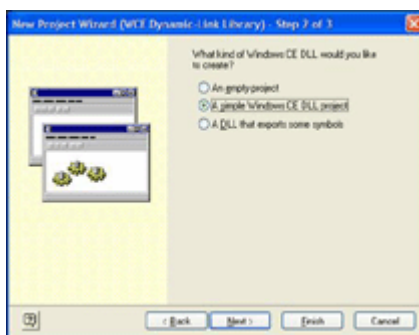 New Project Wizard (WCE Dynamic-Link Library) - Step 2 of 3
What kind of Windows CE DLL would you like
to create?
An empty project
A simple Windows CE DLL project
A DLL that exports some symbols
< Back
Next >
Finish
Cancel